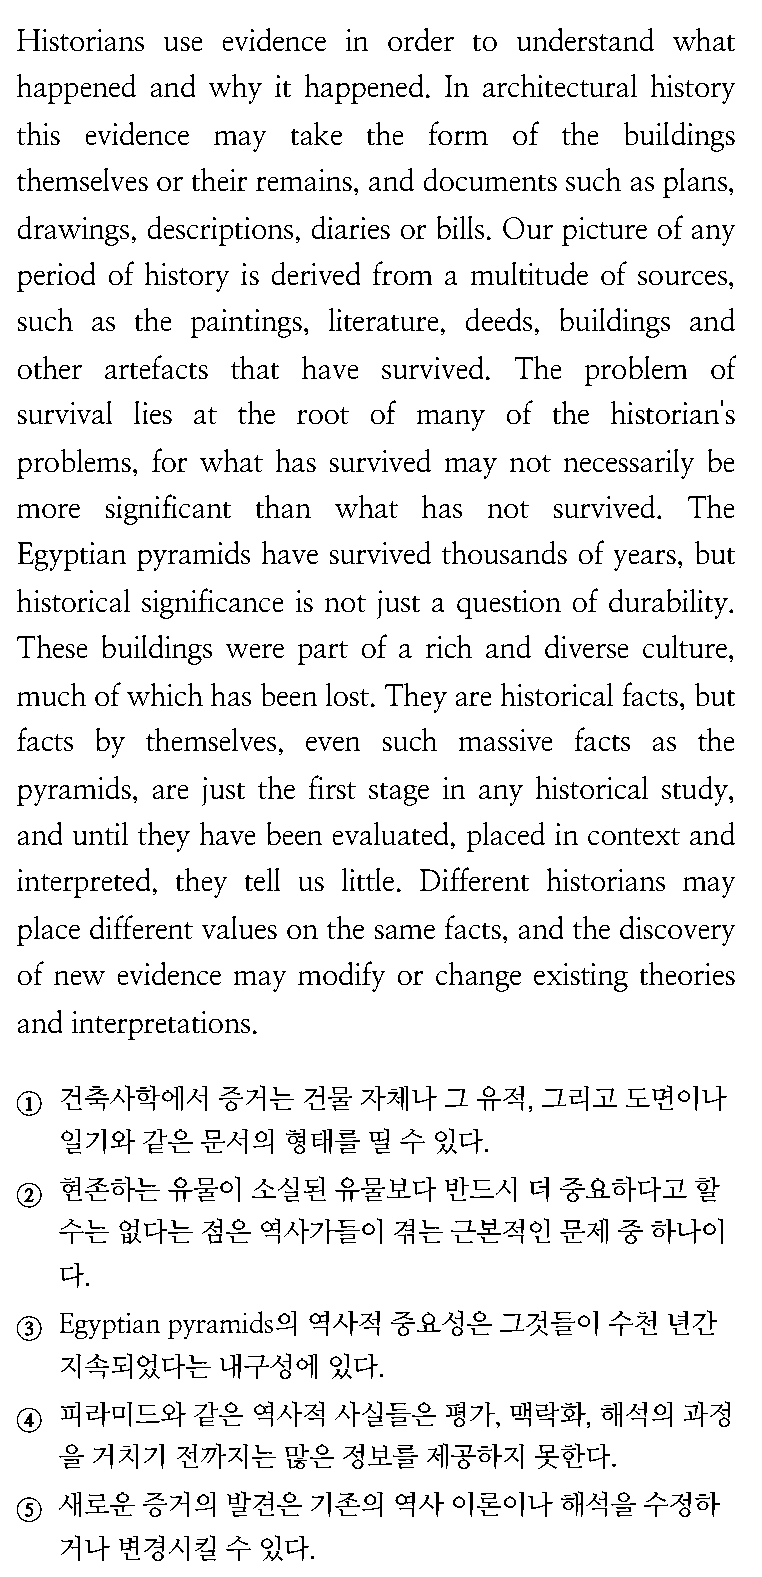 Historians use evidence in order to understand what
happened and why it happened. In architectural history
this evidence may take the form of the buildings
themselves or their remains, and documents such as plans,
drawings, descriptions, diaries or bills. Our picture of any
period of history is derived from a multitude of sources,
such as the paintings, literature, deeds, buildings and
other artefacts that have survived. The problem of
survival lies at the root of many of the historian's
problems, for what has survived may not necessarily be
more significant than what has not survived. The
Egyptian pyramids have survived thousands of years, but
historical significance is not just a question of durability.
These buildings were part of a rich and diverse culture,
much of which has been lost. They are historical facts, but
facts by themselves, even such massive facts as the
pyramids, are just the first stage in any historical study,
and until they have been evaluated, placed in context and
interpreted, they tell us little. Different historians may
place different values on the same facts, and the discovery
of new evidence may modify or change existing theories
and interpretations.
① 건축사학에서 증거는 건물 자체나 그 유적, 그리고 도면이나
일기와 같은 문서의 형태를 띨 수 있다.
② 현존하는 유물이 소실된 유물보다 반드시 더 중요하다고 할
수는 없다는 점은 역사가들이 겪는 근본적인 문제 중 하나이
다.
③ Egyptian pyramids의 역사적 중요성은 그것들이 수천 년간
지속되었다는 내구성에 있다.
④ 피라미드와 같은 역사적 사실들은 평가, 맥락화, 해석의 과정
을 거치기 전까지는 많은 정보를 제공하지 못한다.
⑤ 새로운 증거의 발견은 기존의 역사 이론이나 해석을 수정하
거나 변경시킬 수 있다.